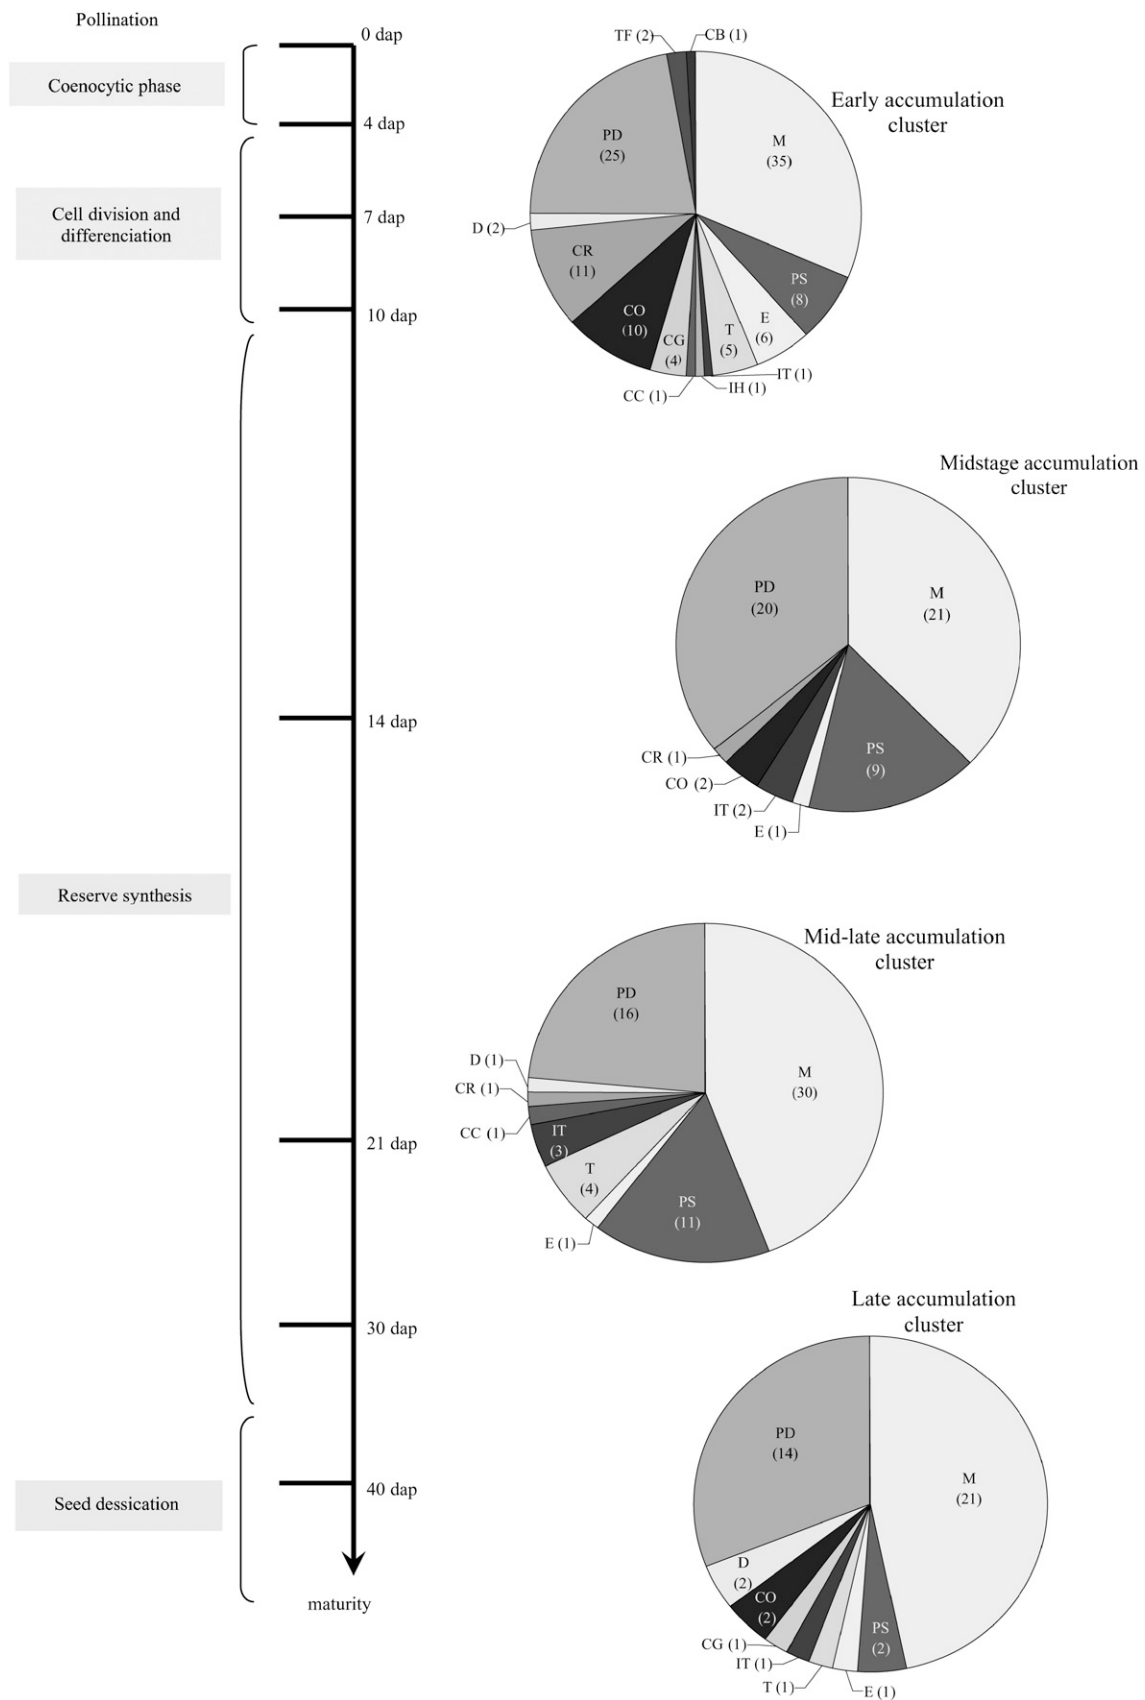 Pollination
0 dap
Coenocytic phase
4 dap
Cell division and
differenciation
7 dap
10 dap
14 dap
Reserve synthesis
21 dap
30 dap
40 dap
Seed dessication
maturity
Early accumulation
cluster
TF (2)
CB (1)
M
(35)
PS
(8)
E
(6)
T
(5)
IT (1)
IH (1)
CC (1)
CG
(4)
CO
(10)
CR
(11)
D (2)
PD
(25)
Midstage accumulation
cluster
M
(21)
PS
(9)
E (1)
IT (2)
CO (2)
CR (1)
PD
(20)
Mid-late accumulation
cluster
M
(30)
PS
(11)
E (1)
T
(4)
IT
(3)
CC (1)
CR (1)
D (1)
PD
(16)
Late accumulation
cluster
M
(21)
PS
(2)
E (1)
T (1)
IT (1)
CG (1)
CO
(2)
D
(2)
PD
(14)